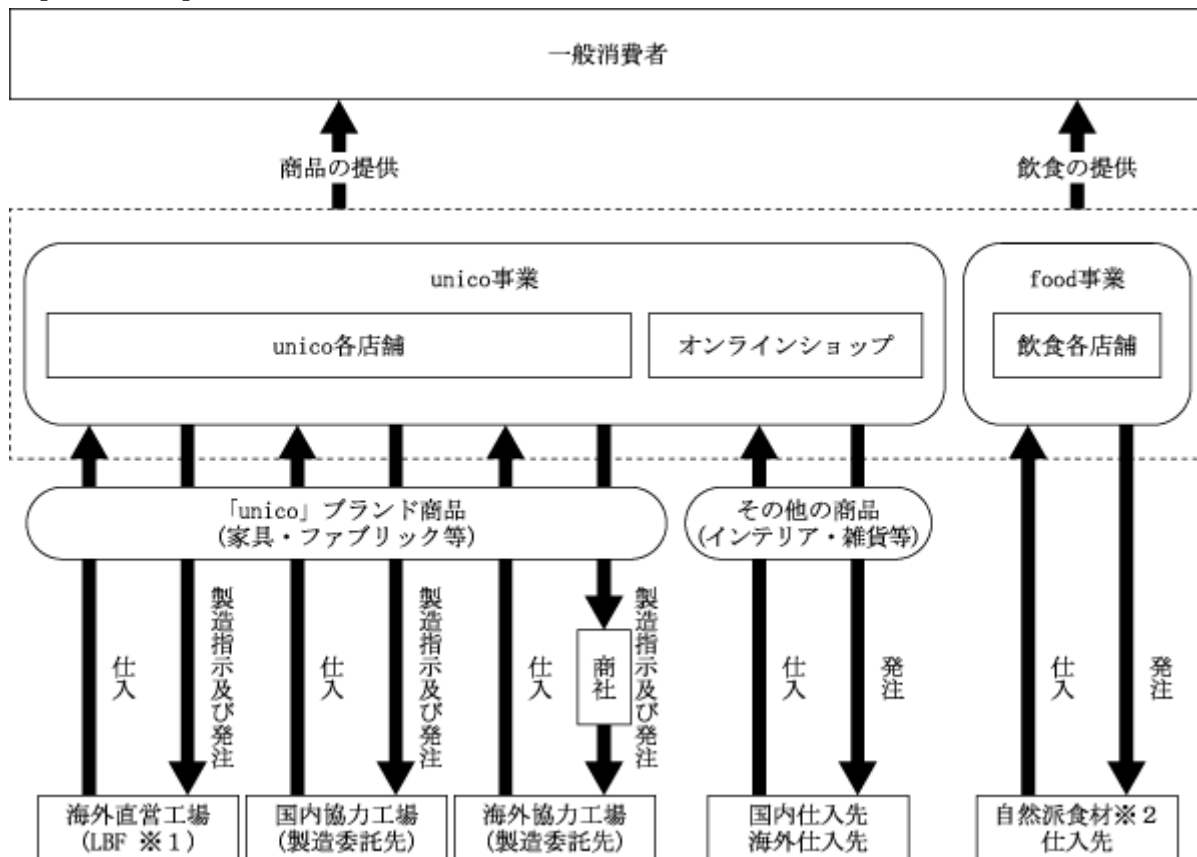 一般消費者
商品の提供
飲食の提供
unico事業
food事業
unico各店舗
オンラインショップ
飲食各店舗
「unico」ブランド商品
(家具・ファブリック等)
その他の商品
(インテリア・雑貨等)
仕入
製造指示及び発注
仕入
製造指示及び発注
仕入
商社
製造指示及び発注
仕入
発注
仕入
発注
海外直営工場
(LBF ※１)
国内協力工場
(製造委託先)
海外協力工場
(製造委託先)
国内仕入先
海外仕入先
自然派食材※２
仕入先